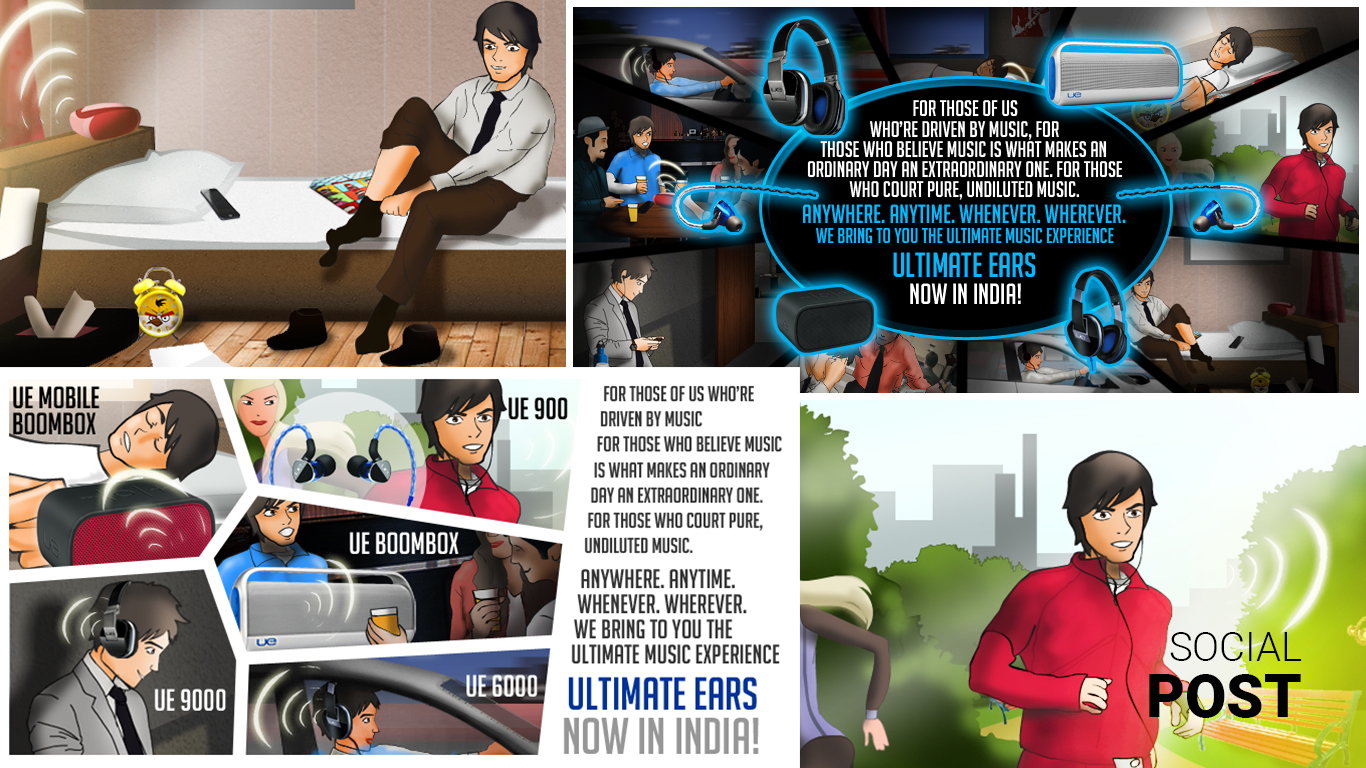 FOR THOSE OF US
WHO'RE DRIVEN BY MUSIC, FOR
THOSE WHO BELIEVE MUSIC IS WHAT MAKES AN
ORDINARY DAY AN EXTRAORDINARY ONE. FOR THOSE
WHO COURT PURE, UNDILUTED MUSIC.
ANYWHERE. ANYTIME. WHENEVER. WHEREVER.
WE BRING TO YOU THE ULTIMATE MUSIC EXPERIENCE
ULTIMATE EARS
NOW IN INDIA!
ue
ue
UE MOBILE
BOOMBOX
UE 900
UE BOOMBOX
ue
UE 9000
UE 6000
FOR THOSE OF US WHO'RE
DRIVEN BY MUSIC
FOR THOSE WHO BELIEVE MUSIC
IS WHAT MAKES AN ORDINARY
DAY AN EXTRAORDINARY ONE.
FOR THOSE WHO COURT PURE,
UNDILUTED MUSIC.
ANYWHERE. ANYTIME.
WHENEVER. WHEREVER.
WE BRING TO YOU THE
ULTIMATE MUSIC EXPERIENCE
ULTIMATE EARS
NOW IN INDIA!
SOCIAL
POST